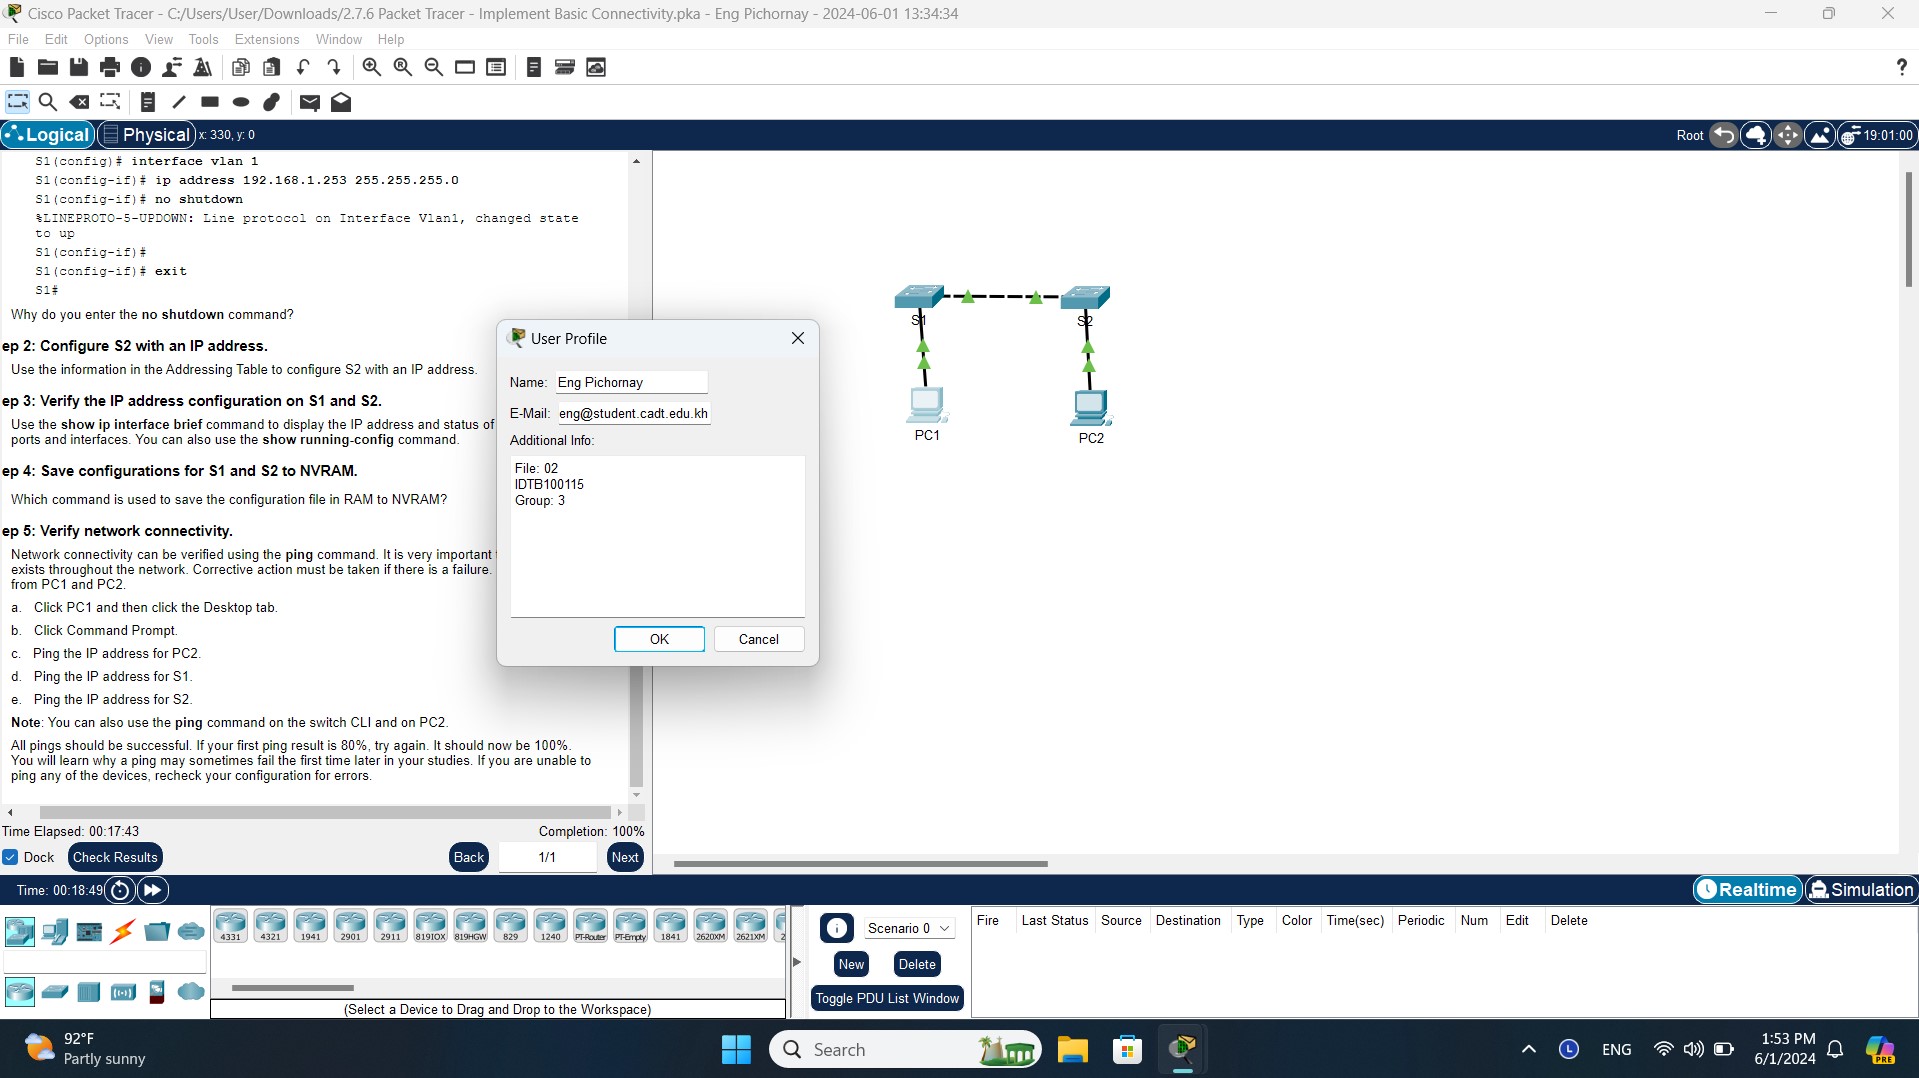 Cisco Packet Tracer - C:/Users/User/Downloads/2.7.6 Packet Tracer - Implement Basic Connectivity.pka - Eng Pichornay - 2024-06-01 13:34:34
File Edit Options View Tools Extensions Window Help
Logical Physical x: 330, y: 0 Root 19:01:00
S1(config)# interface vlan 1
S1(config-if)# ip address 192.168.1.253 255.255.255.0
S1(config-if)# no shutdown
%LINEPROTO-5-UPDOWN: Line protocol on Interface Vlan1, changed state
to up
S1(config-if)#
S1(config-if)# exit
S1#
Why do you enter the no shutdown command?
ep 2: Configure S2 with an IP address.
Use the information in the Addressing Table to configure S2 with an IP address.
ep 3: Verify the IP address configuration on S1 and S2.
Use the show ip interface brief command to display the IP address and status of
ports and interfaces. You can also use the show running-config command.
ep 4: Save configurations for S1 and S2 to NVRAM.
Which command is used to save the configuration file in RAM to NVRAM?
ep 5: Verify network connectivity.
Network connectivity can be verified using the ping command. It is very important
exists throughout the network. Corrective action must be taken if there is a failure.
from PC1 and PC2.
a. Click PC1 and then click the Desktop tab.
b. Click Command Prompt.
c. Ping the IP address for PC2.
d. Ping the IP address for S1.
e. Ping the IP address for S2.
Note: You can also use the ping command on the switch CLI and on PC2.
All pings should be successful. If your first ping result is 80%, try again. It should now be 100%.
You will learn why a ping may sometimes fail the first time later in your studies. If you are unable to
ping any of the devices, recheck your configuration for errors.
Time Elapsed: 00:17:43 Completion: 100%
Dock Check Results Back 1/1 Next
User Profile
Name: Eng Pichornay
E-Mail: eng@student.cadt.edu.kh
Additional Info:
File: 02
IDTB100115
Group: 3
OK Cancel
S1 S2
PC1 PC2
Time: 00:18:49 Realtime Simulation
4331 4321 1941 2901 2911 819IOX 819HGW 829 1240 PT-Router PT-Empty 1841 2620XM 2621XM 2
(Select a Device to Drag and Drop to the Workspace)
Scenario 0
New Delete
Toggle PDU List Window
Fire Last Status Source Destination Type Color Time(sec) Periodic Num Edit Delete
92°F
Partly sunny
Search
PRE
L ENG
1:53 PM
6/1/2024